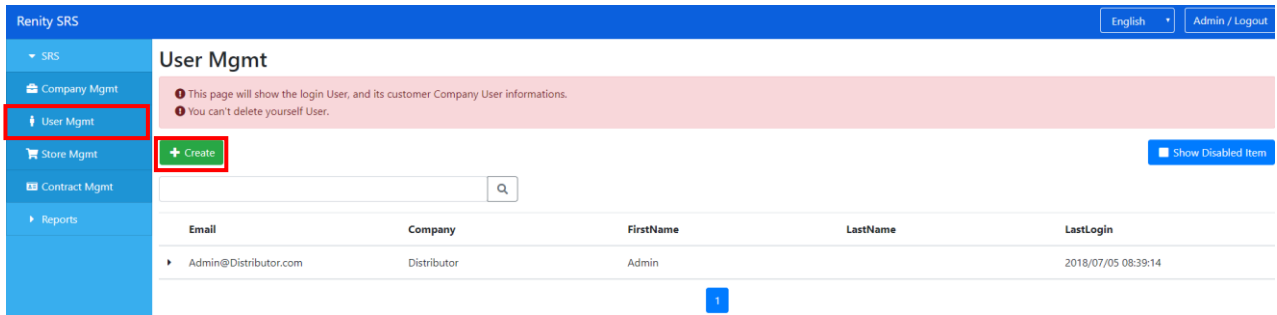 Renity SRS
English
Admin / Logout
SRS
Company Mgmt
User Mgmt
Store Mgmt
Contract Mgmt
Reports
User Mgmt
This page will show the login User, and its customer Company User informations.
You can't delete yourself User.
Create
Show Disabled Item
Email Company FirstName LastName LastLogin
Admin@Distributor.com Distributor Admin 2018/07/05 08:39:14
1